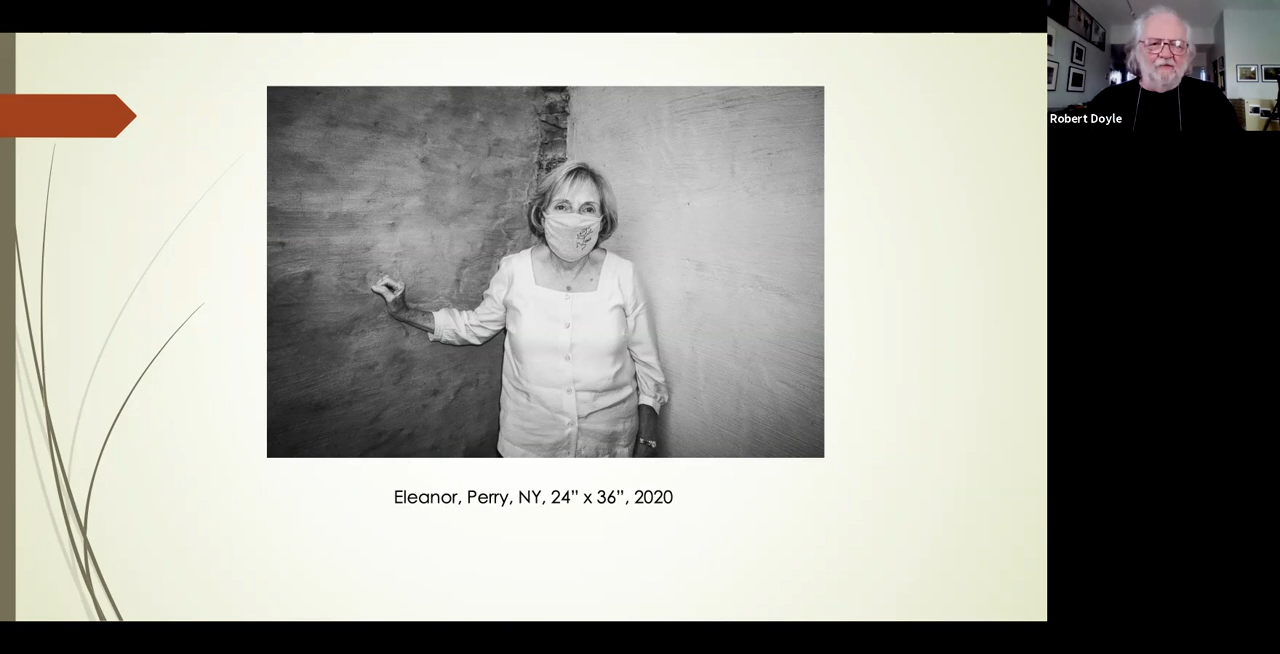 Robert Doyle
Eleanor, Perry, NY, 24” x 36”, 2020